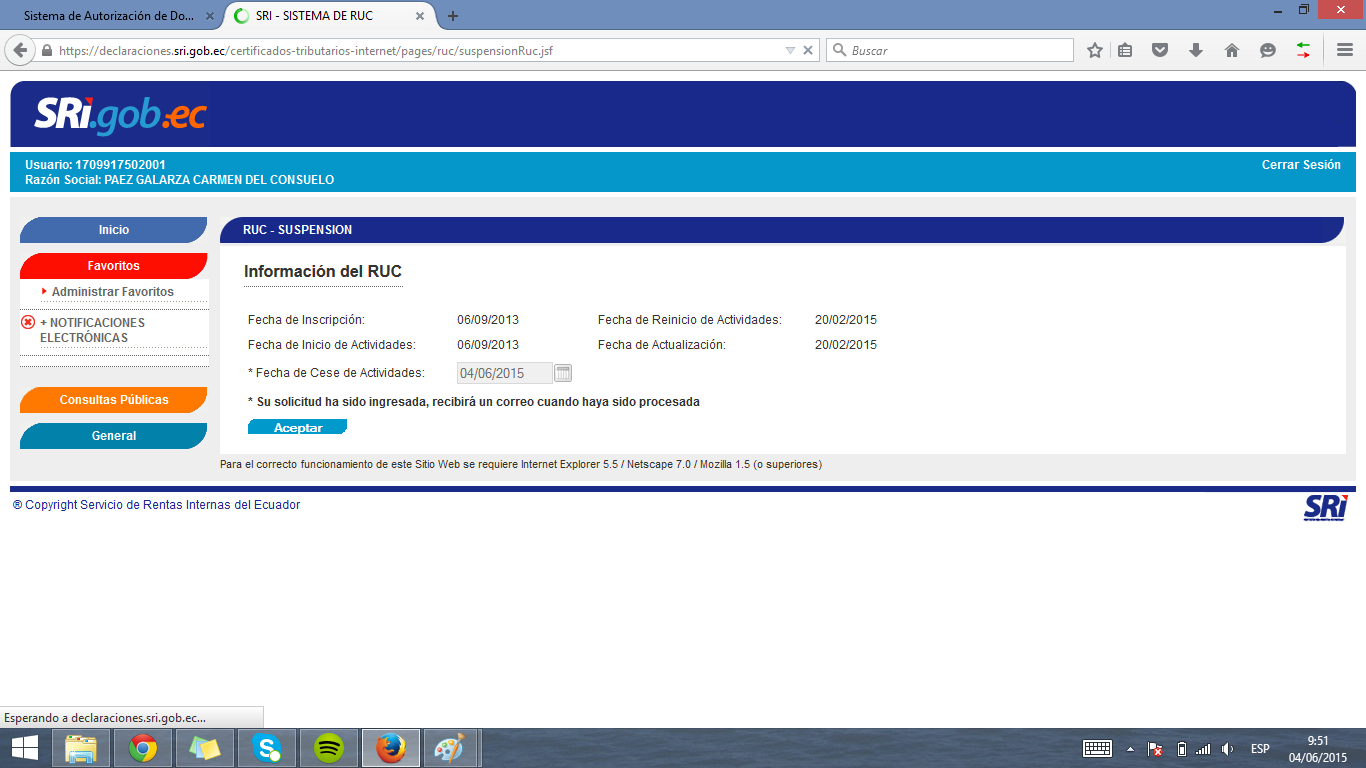 Sistema de Autorización de Do...
SRI - SISTEMA DE RUC
https://declaraciones.sri.gob.ec/certificados-tributarios-internet/pages/ruc/suspensionRuc.jsf
Buscar
SRi.gob.ec
Usuario: 1709917502001
Cerrar Sesión
Razón Social: PAEZ GALARZA CARMEN DEL CONSUELO
Inicio
Favoritos
Administrar Favoritos
+ NOTIFICACIONES
ELECTRÓNICAS
Consultas Públicas
General
RUC - SUSPENSION
Información del RUC
Fecha de Inscripción: 06/09/2013 Fecha de Reinicio de Actividades: 20/02/2015
Fecha de Inicio de Actividades: 06/09/2013 Fecha de Actualización: 20/02/2015
* Fecha de Cese de Actividades: 04/06/2015
* Su solicitud ha sido ingresada, recibirá un correo cuando haya sido procesada
Aceptar
Para el correcto funcionamiento de este Sitio Web se requiere Internet Explorer 5.5 / Netscape 7.0 / Mozilla 1.5 (o superiores)
® Copyright Servicio de Rentas Internas del Ecuador
SRi
Esperando a declaraciones.sri.gob.ec...
ESP
9:51
04/06/2015